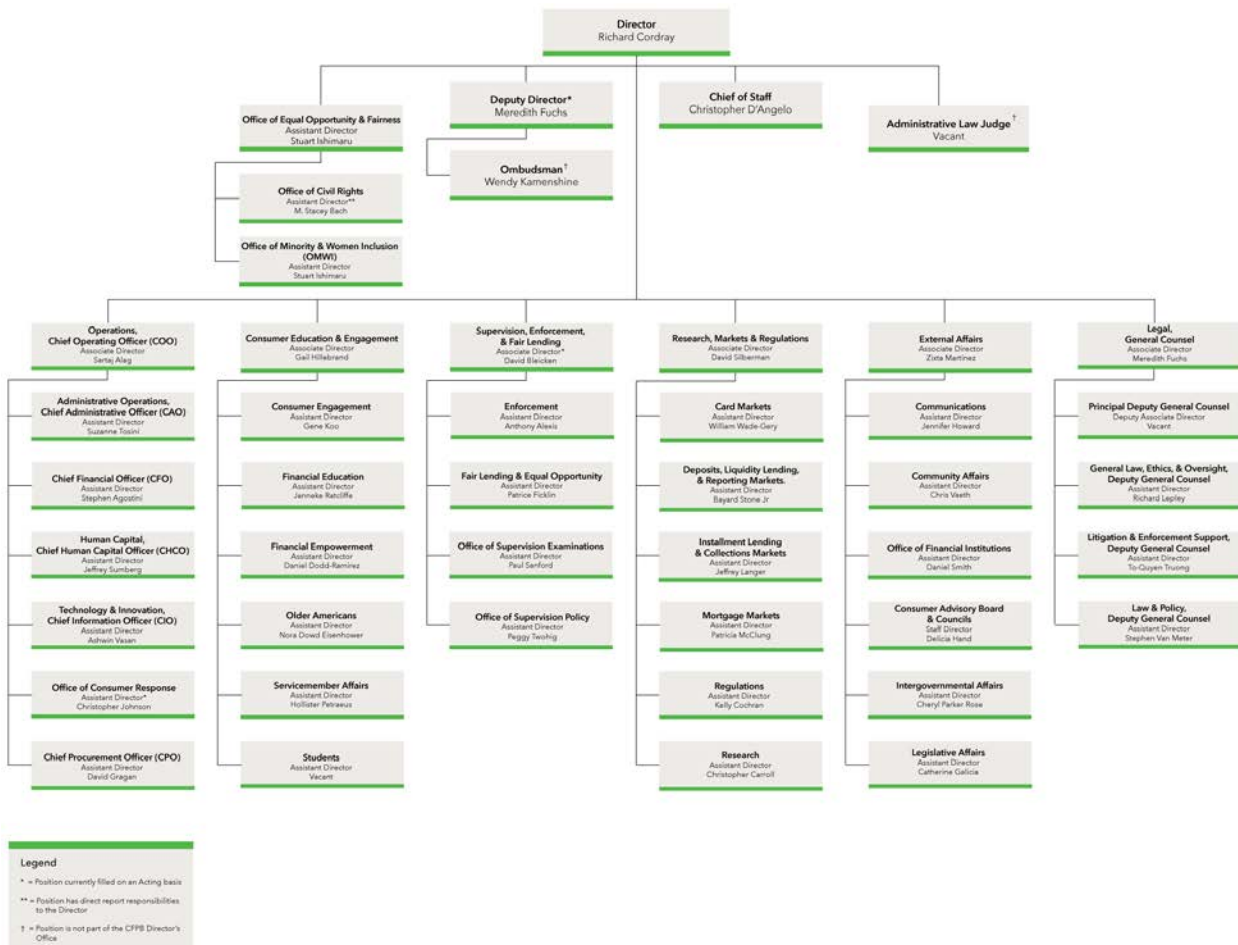 Director
Richard Cordray
Office of Equal Opportunity & Fairness
Assistant Director
Stuart Ishimaru
Deputy Director*
Meredith Fuchs
Chief of Staff
Christopher D'Angelo
Administrative Law Judge†
Vacant
Ombudsman†
Wendy Kamenshine
Office of Civil Rights
Assistant Director**
M. Stacey Bach
Office of Minority & Women Inclusion
(OMWI)
Assistant Director
Stuart Ishimaru
Operations,
Chief Operating Officer (COO)
Associate Director
Sartaj Alag
Administrative Operations,
Chief Administrative Officer (CAO)
Assistant Director
Suzanne Tosini
Chief Financial Officer (CFO)
Assistant Director
Stephen Agostini
Human Capital,
Chief Human Capital Officer (CHCO)
Assistant Director
Jeffrey Sumberg
Technology & Innovation,
Chief Information Officer (CIO)
Assistant Director
Ashwin Vasan
Office of Consumer Response
Assistant Director*
Christopher Johnson
Chief Procurement Officer (CPO)
Assistant Director
David Gragan
Consumer Education & Engagement
Associate Director
Gail Hillebrand
Consumer Engagement
Assistant Director
Gene Koo
Financial Education
Assistant Director
Janneke Ratcliffe
Financial Empowerment
Assistant Director
Daniel Dodd-Ramirez
Older Americans
Assistant Director
Nora Dowd Eisenhower
Servicemember Affairs
Assistant Director
Hollister Petraeus
Students
Assistant Director
Vacant
Supervision, Enforcement,
& Fair Lending
Associate Director*
David Bleicken
Enforcement
Assistant Director
Anthony Alexis
Fair Lending & Equal Opportunity
Assistant Director
Patrice Ficklin
Office of Supervision Examinations
Assistant Director
Paul Sanford
Office of Supervision Policy
Assistant Director
Peggy Twohig
Research, Markets & Regulations
Associate Director
David Silberman
Card Markets
Assistant Director
William Wade-Gery
Deposits, Liquidity Lending,
& Reporting Markets.
Assistant Director
Bayard Stone Jr
Installment Lending
& Collections Markets
Assistant Director
Jeffrey Langer
Mortgage Markets
Assistant Director
Patricia McClung
Regulations
Assistant Director
Kelly Cochran
Research
Assistant Director
Christopher Carroll
External Affairs
Associate Director
Zixta Martinez
Communications
Assistant Director
Jennifer Howard
Community Affairs
Assistant Director
Chris Vaeth
Office of Financial Institutions
Assistant Director
Daniel Smith
Consumer Advisory Board
& Councils
Staff Director
Delicia Hand
Intergovernmental Affairs
Assistant Director
Cheryl Parker Rose
Legislative Affairs
Assistant Director
Catherine Galicia
Legal,
General Counsel
Associate Director
Meredith Fuchs
Principal Deputy General Counsel
Deputy Associate Director
Vacant
General Law, Ethics, & Oversight,
Deputy General Counsel
Assistant Director
Richard Lepley
Litigation & Enforcement Support,
Deputy General Counsel
Assistant Director
To-Quyen Truong
Law & Policy,
Deputy General Counsel
Assistant Director
Stephen Van Meter
Legend
* = Position currently filled on an Acting basis
** = Position has direct report responsibilities
to the Director
† = Position is not part of the CFPB Director's
Office